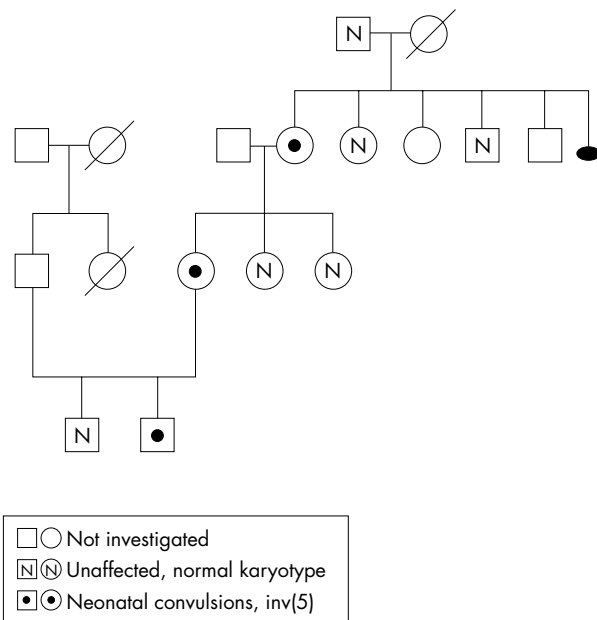 N
N N
N N
N
Not investigated
N N Unaffected, normal karyotype
Neonatal convulsions, inv(5)